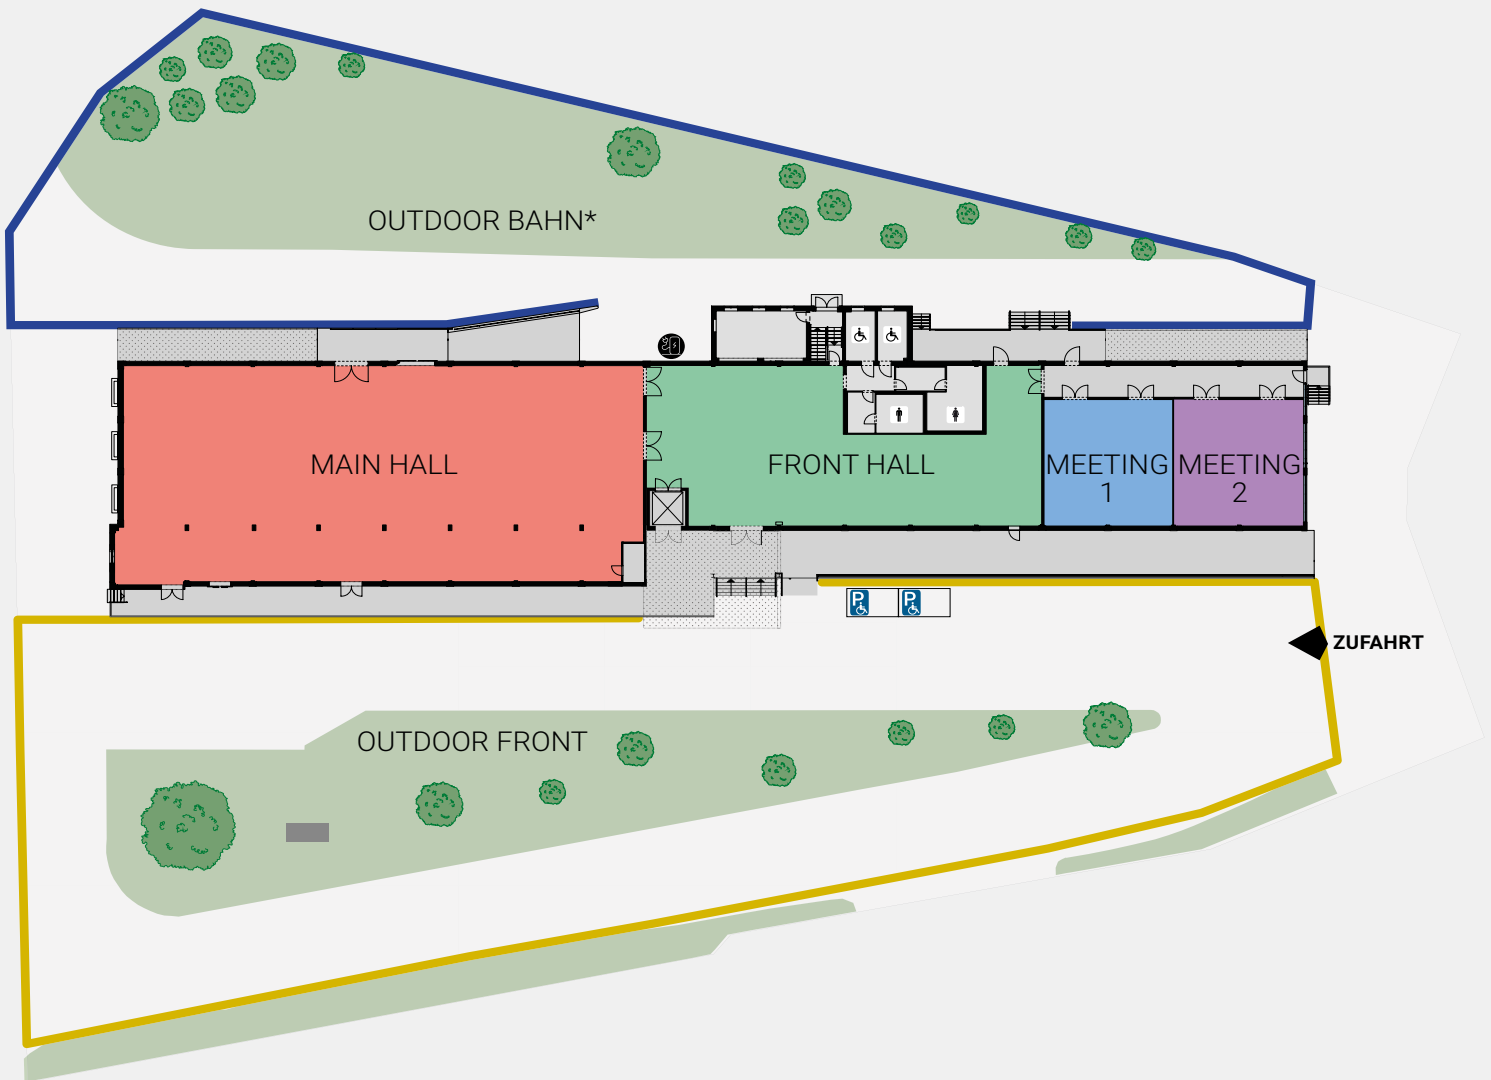 OUTDOOR BAHN*
MAIN HALL
FRONT HALL
MEETING
1
MEETING
2
P
P
ZUFAHRT
OUTDOOR FRONT